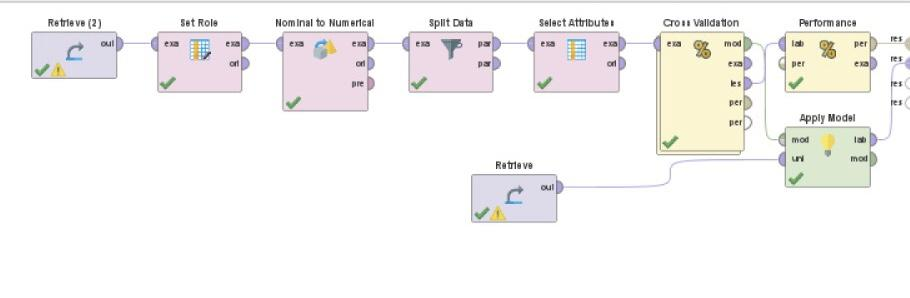 Retrieve (2)
Set Role
Nominal to Numerical
Split Data
Select Attributes
Cross Validation
Performance
out
exa
exa
ori
exa
exa
ori
pre
exa
par
par
exa
exa
ori
exa
mod
exa
tes
per
per
lab
per
per
exa
res
res
res
res
Apply Model
mod
lab
unl
mod
Retrieve
out